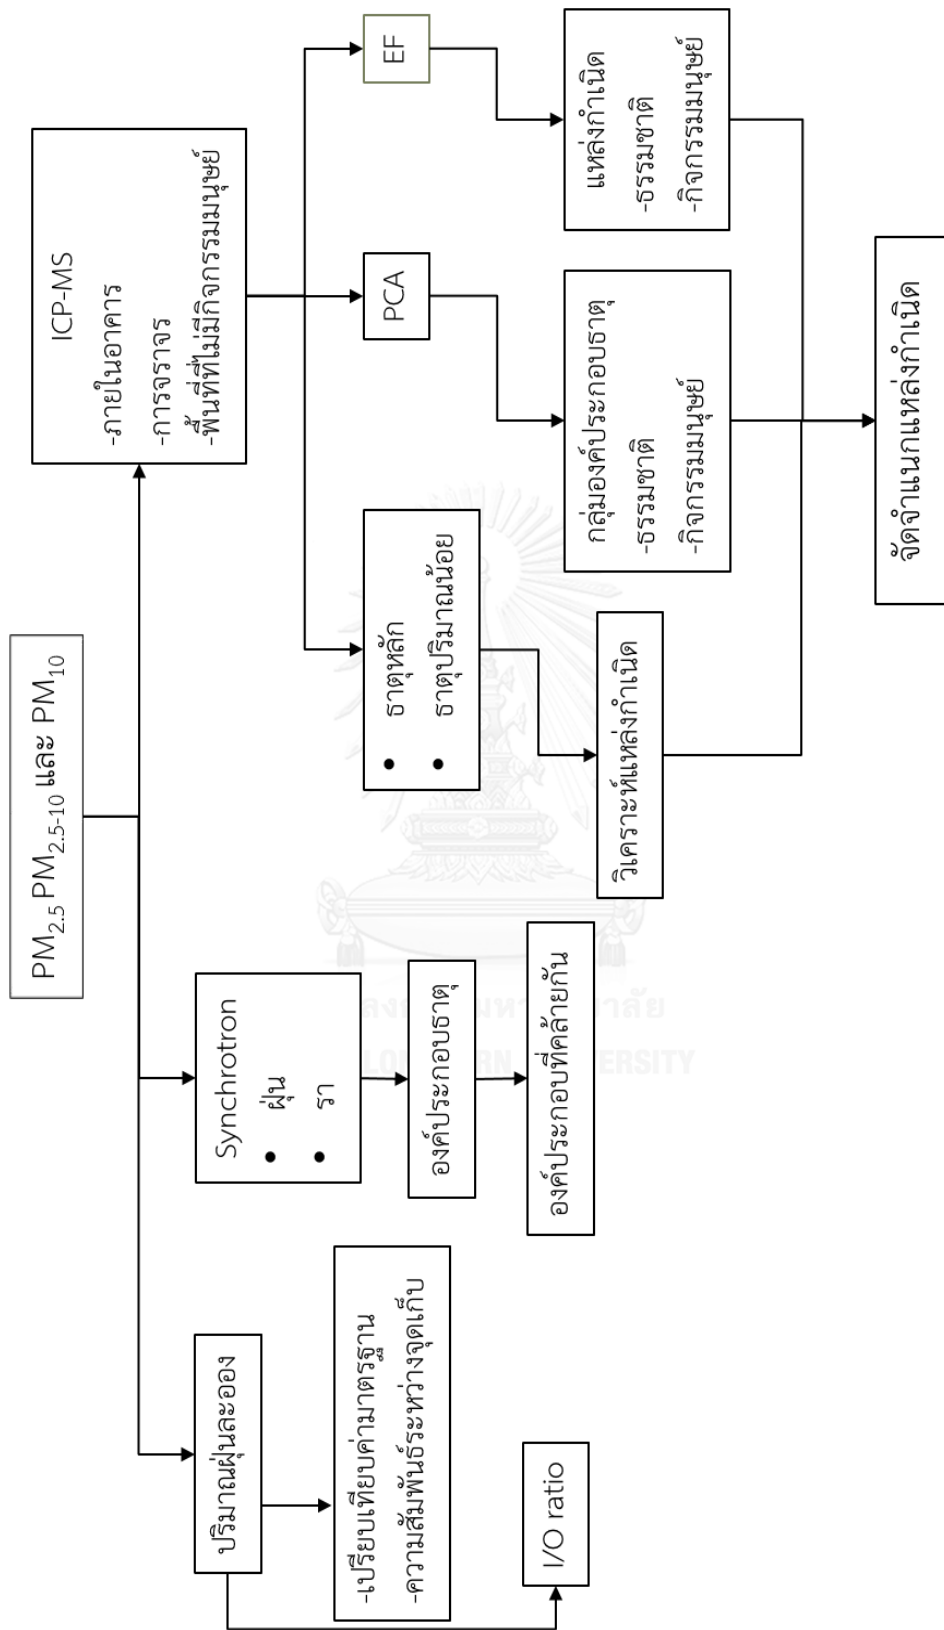 PM2.5 PM2.5-10 และ PM10
ปริมาณฝุ่นละออง
-เปรียบเทียบค่ามาตรฐาน
-ความสัมพันธ์ระหว่างจุดเก็บ
I/O ratio
Synchrotron
• ฝุ่น
• รา
องค์ประกอบธาตุ
องค์ประกอบที่คล้ายกัน
ICP-MS
-ภายในอาคาร
-การจราจร
-พื้นที่ที่ไม่มีกิจกรรมมนุษย์
• ธาตุหลัก
• ธาตุปริมาณน้อย
วิเคราะห์แหล่งกำเนิด
PCA
กลุ่มองค์ประกอบธาตุ
-ธรรมชาติ
-กิจกรรมมนุษย์
EF
แหล่งกำเนิด
-ธรรมชาติ
-กิจกรรมมนุษย์
จัดจำแนกแหล่งกำเนิด